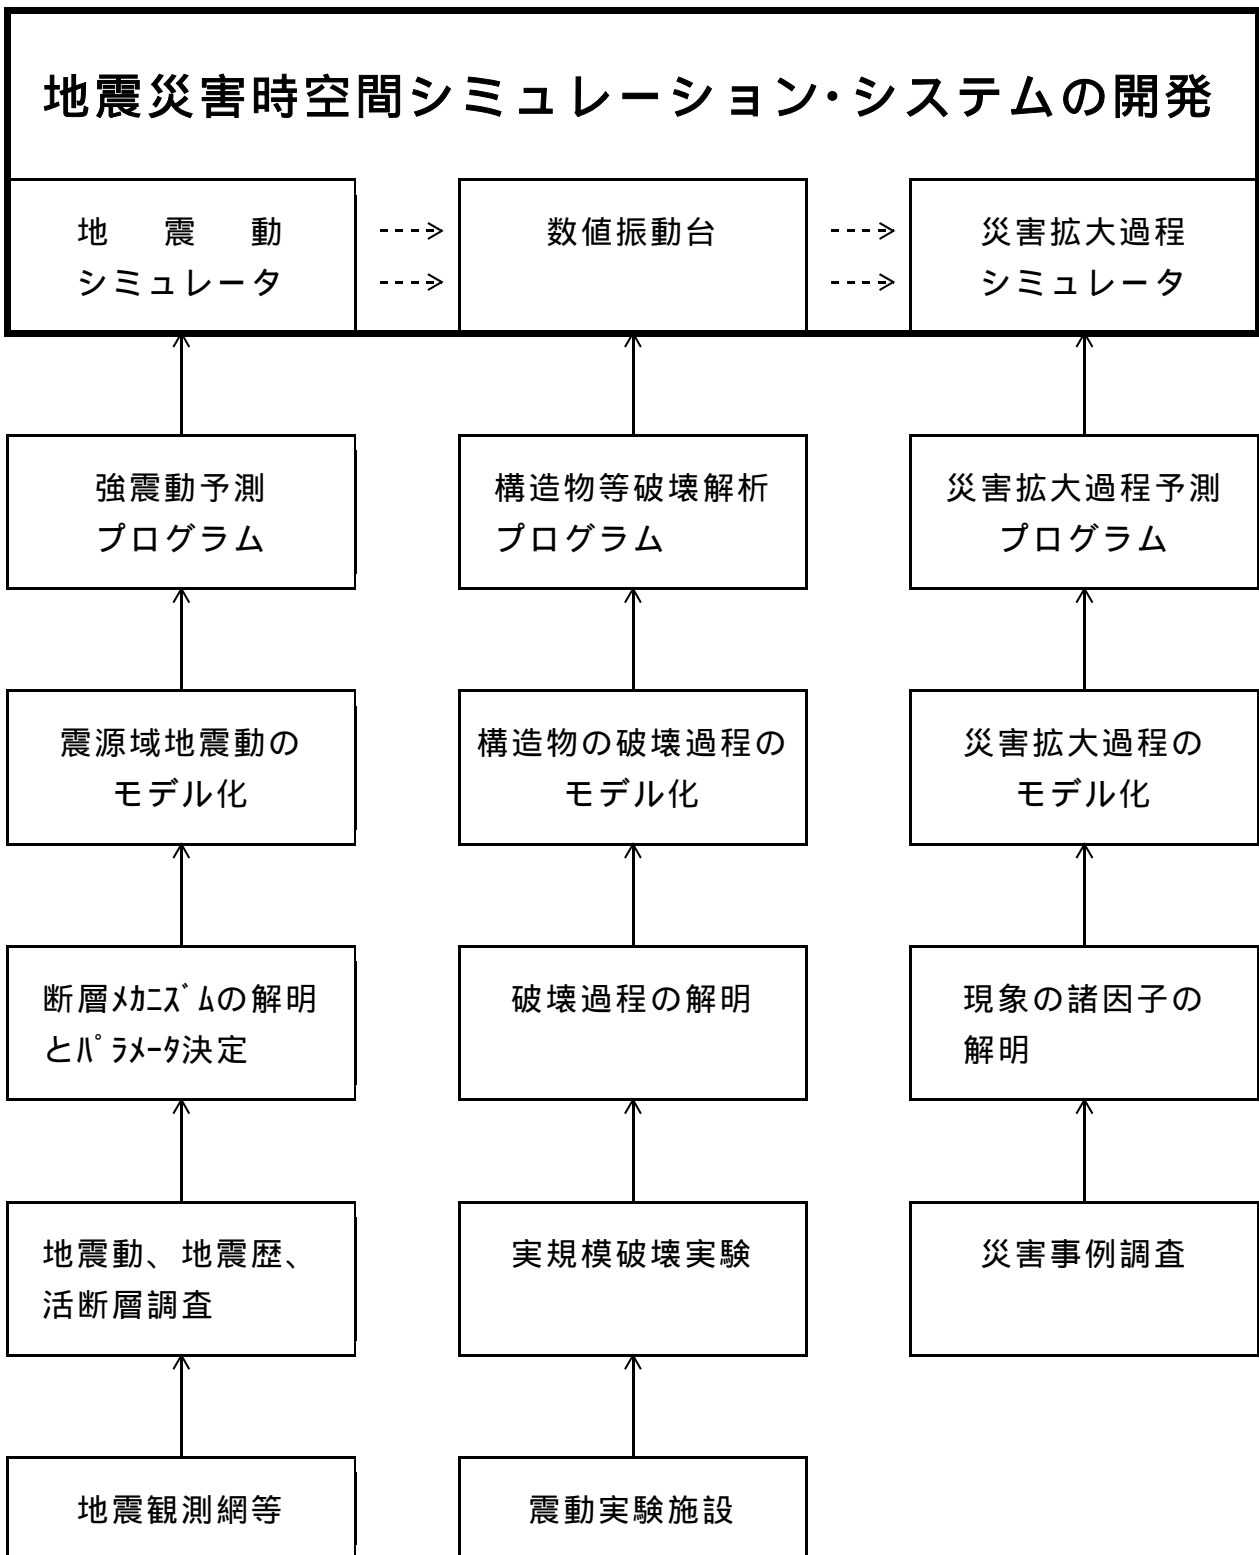 地震災害時空間シミュレーション・システムの開発
地　震　動
シミュレータ
数値振動台
災害拡大過程
シミュレータ
強震動予測
プログラム
構造物等破壊解析
プログラム
災害拡大過程予測
プログラム
震源域地震動の
モデル化
構造物の破壊過程の
モデル化
災害拡大過程の
モデル化
断層ﾒｶﾆｽﾞﾑの解明
とﾊﾟﾗﾒｰﾀ決定
破壊過程の解明
現象の諸因子の
解明
地震動、地震歴、
活断層調査
実規模破壊実験
災害事例調査
地震観測網等
震動実験施設